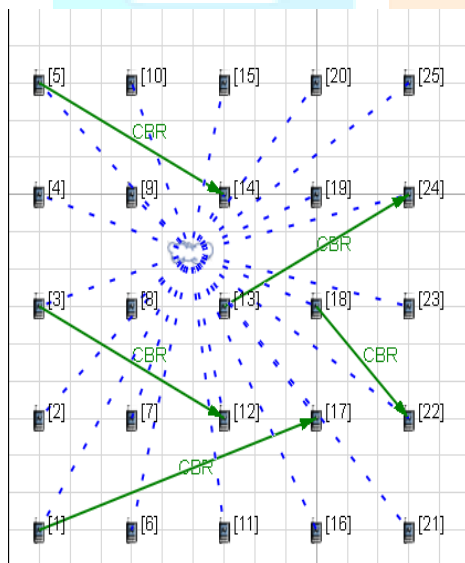 [5] [10] [15] [20] [25]
CBR
[4] [9] [14] [19] [24]
CBR
[3] [8] [13] [18] [23]
CBR CBR
[2] [7] [12] [17] [22]
CBR
[1] [6] [11] [16] [21]